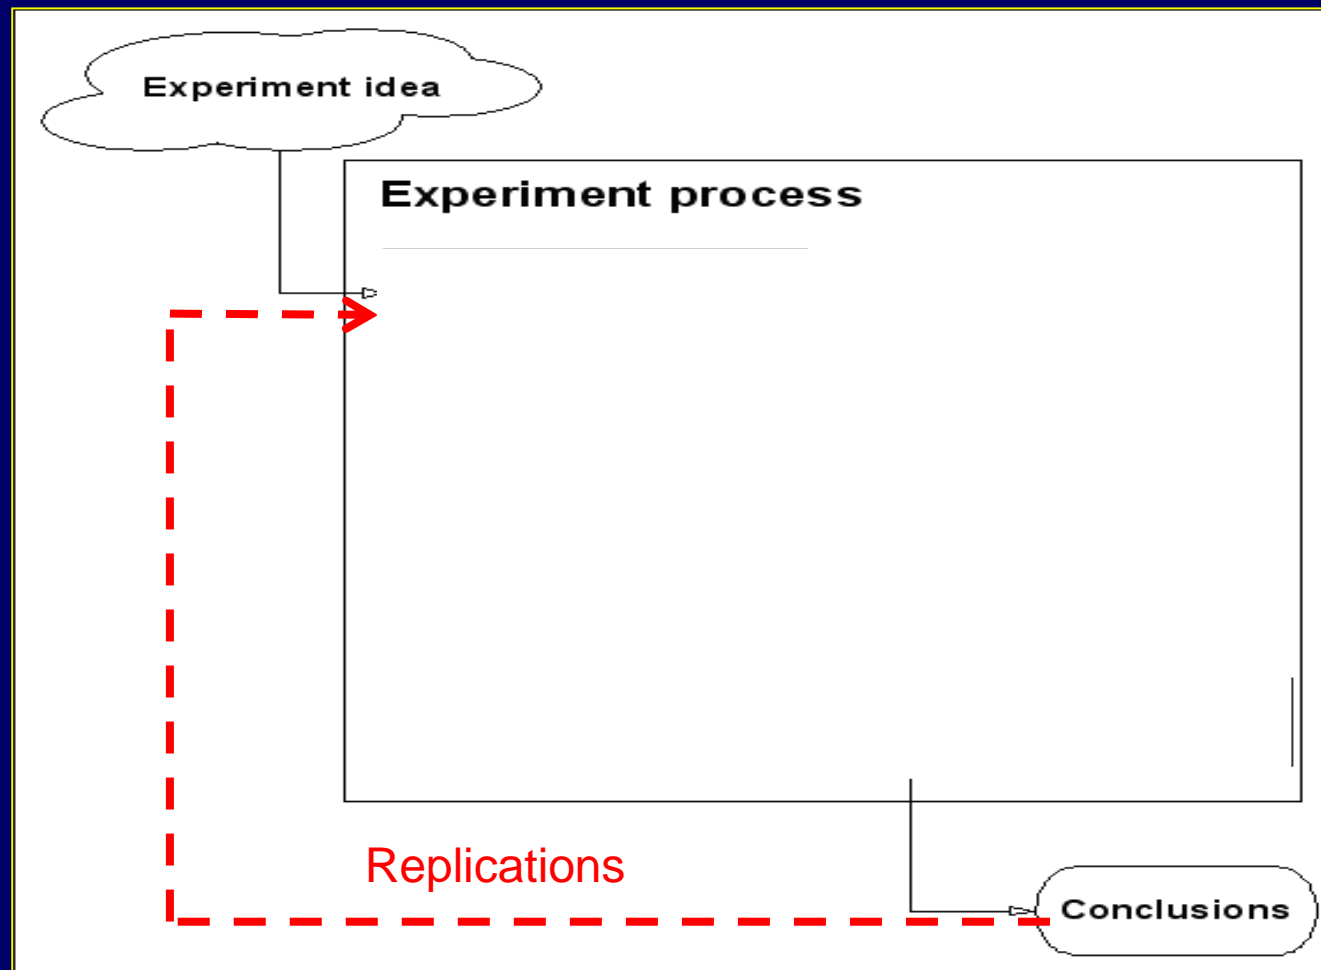 Experiment idea
Experiment process
Replications
Conclusions